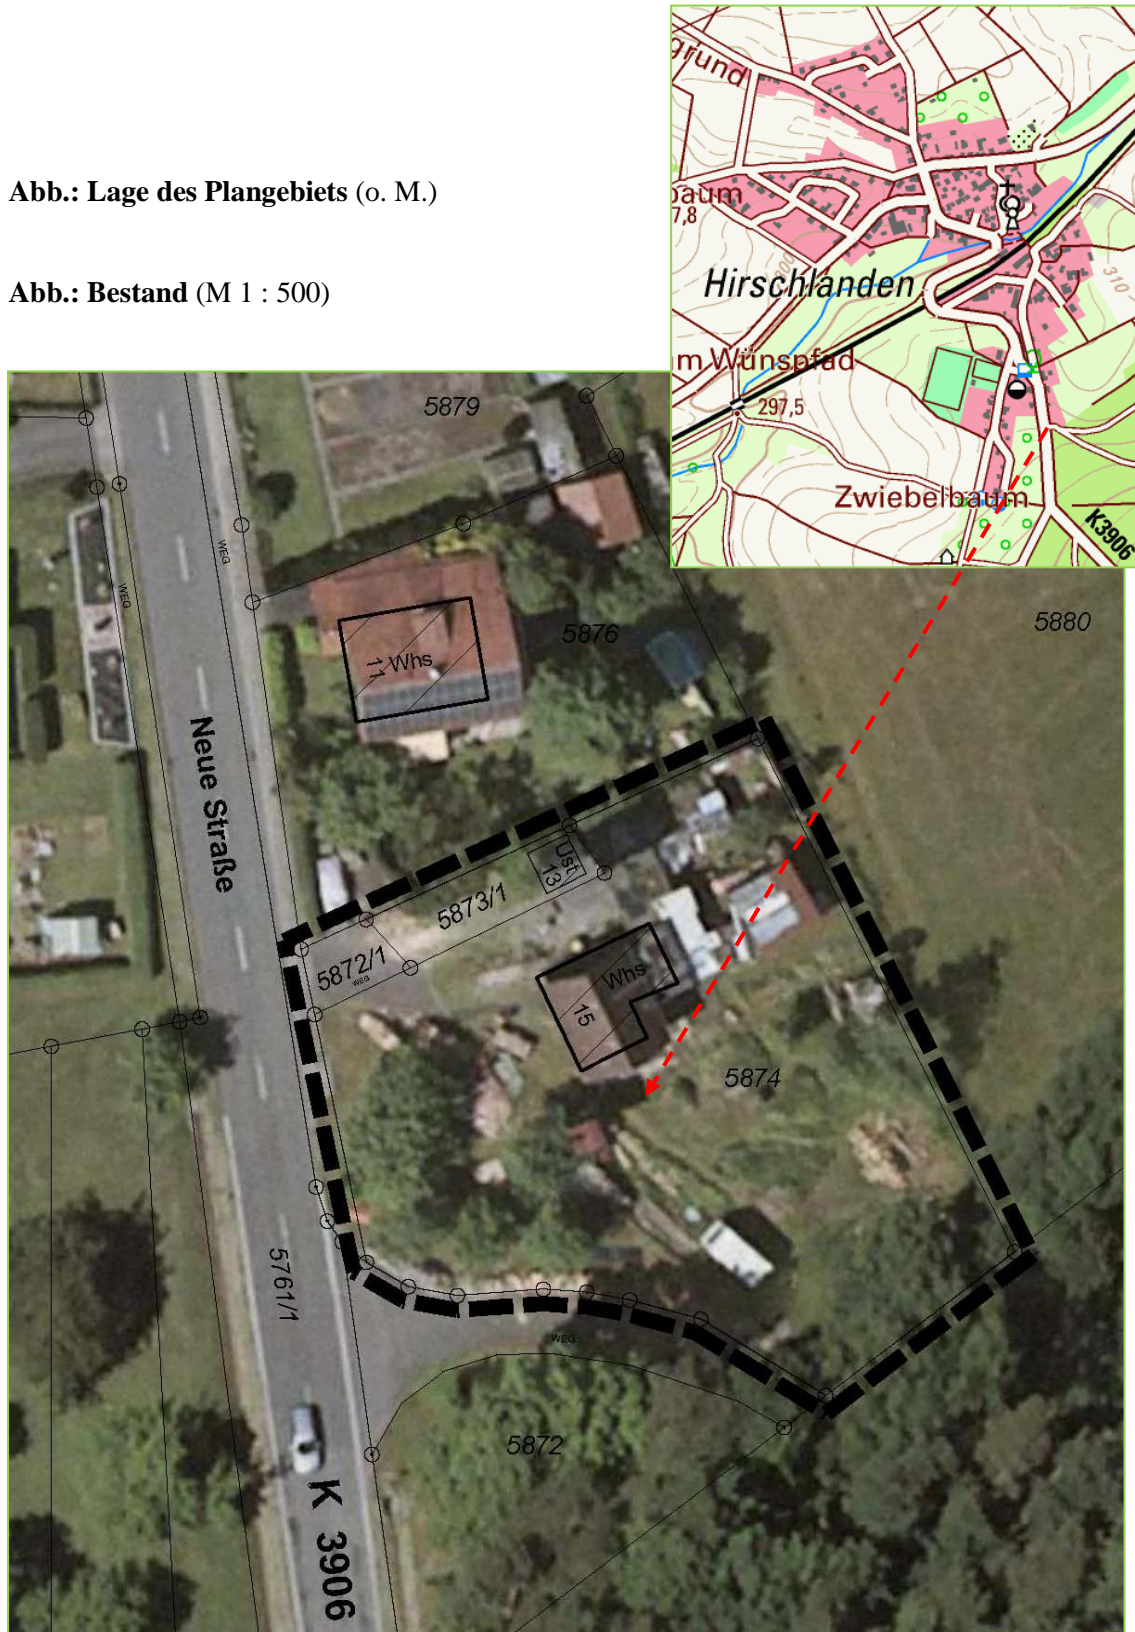 Abb.: Lage des Plangebiets (o. M.)
Abb.: Bestand (M 1 : 500)
grund
baum
7,8
Hirschlanden
310
m Wünspfad
297,5
Zwiebelbaum
K3906
5879
WEG
WEG
5876
5880
11 Whs
Neue Straße
Ust
13
5873/1
5872/1
WEG
Whs
15
5874
5761/1
WEG
5872
K 3906